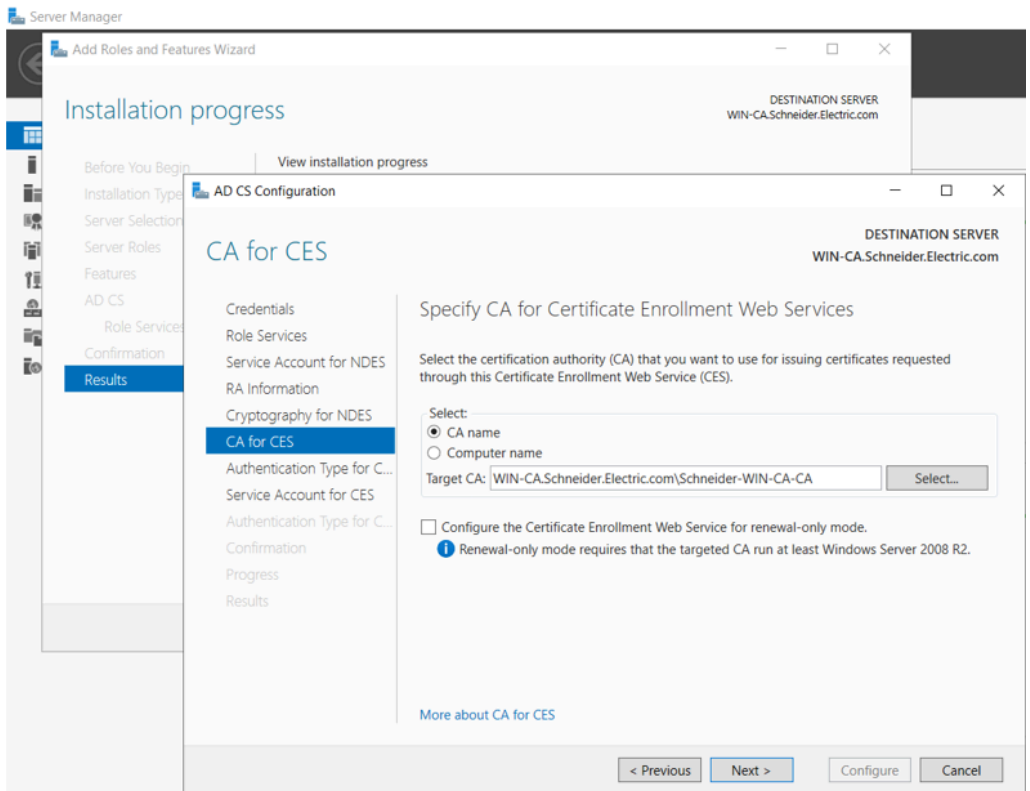 Server Manager
Add Roles and Features Wizard
Installation progress
DESTINATION SERVER
WIN-CA.Schneider.Electric.com
Before You Begin
Installation Type
Server Selection
Server Roles
Features
AD CS
Role Services
Confirmation
Results
View installation progress
AD CS Configuration
CA for CES
DESTINATION SERVER
WIN-CA.Schneider.Electric.com
Credentials
Role Services
Service Account for NDES
RA Information
Cryptography for NDES
CA for CES
Authentication Type for C...
Service Account for CES
Authentication Type for C...
Confirmation
Progress
Results
Specify CA for Certificate Enrollment Web Services
Select the certification authority (CA) that you want to use for issuing certificates requested
through this Certificate Enrollment Web Service (CES).
Select:
CA name
Computer name
Target CA: WIN-CA.Schneider.Electric.com\Schneider-WIN-CA-CA Select...
Configure the Certificate Enrollment Web Service for renewal-only mode.
Renewal-only mode requires that the targeted CA run at least Windows Server 2008 R2.
More about CA for CES
< Previous Next > Configure Cancel